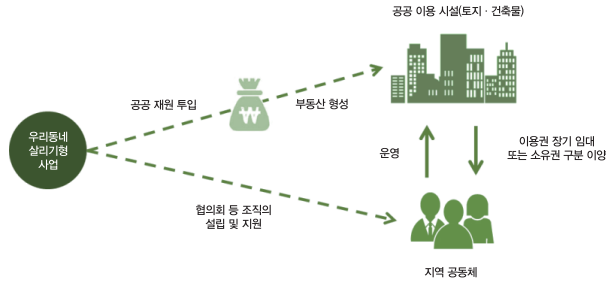 공공 이용 시설(토지 · 건축물)
공공 재원 투입
부동산 형성
₩
우리동네
살리기형
사업
운영
이용권 장기 임대
또는 소유권 구분 이양
협의회 등 조직의
설립 및 지원
지역 공동체